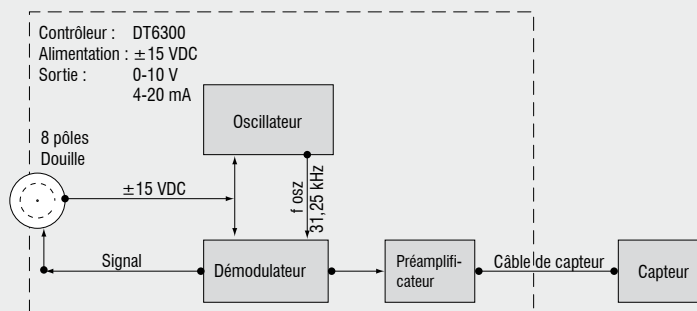 Contrôleur : DT6300
Alimentation : ±15 VDC
Sortie : 0-10 V
4-20 mA
Oscillateur
8 pôles
Douille
±15 VDC
f osz
31,25 kHz
Signal
Démodulateur
Préamplifi-
cateur
Câble de capteur
Capteur